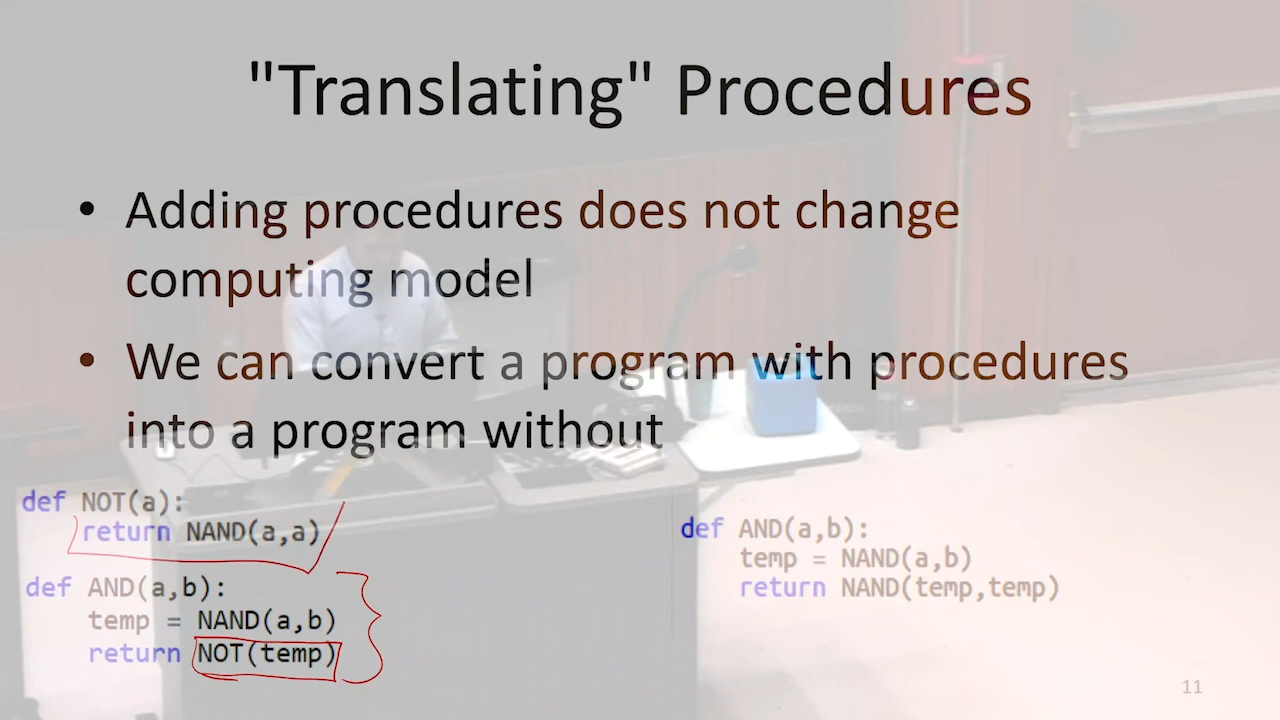 "Translating" Procedures
• Adding procedures does not change
computing model
• We can convert a program with procedures
into a program without
def NOT(a):
return NAND(a,a)
def AND(a,b):
temp = NAND(a,b)
return NOT(temp)
def AND(a,b):
temp = NAND(a,b)
return NAND(temp,temp)
11